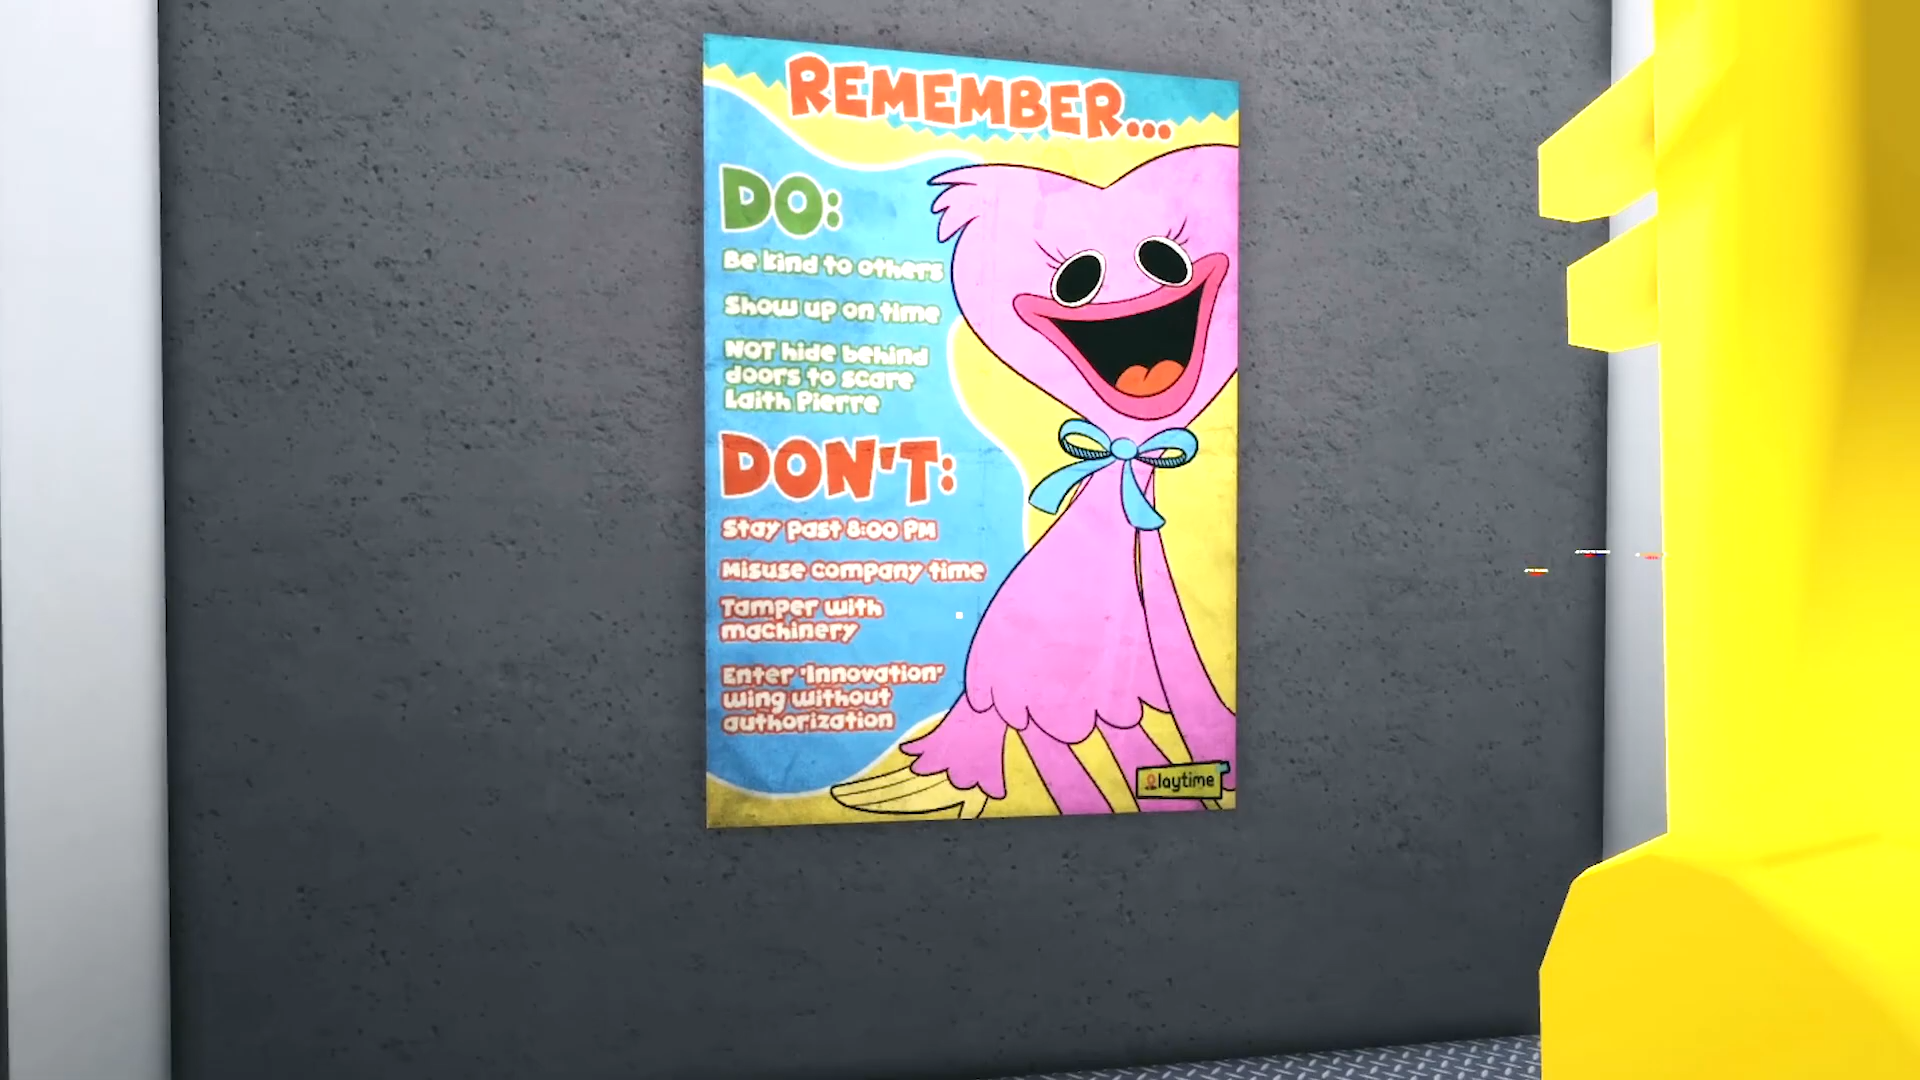 REMEMBER...
DO:
Be kind to others
Show up on time
NOT hide behind
doors to scare
Laith Pierre
DON'T:
Stay past 8:00 PM
Misuse company time
Tamper with
machinery
Enter 'Innovation'
wing without
authorization
Playtime